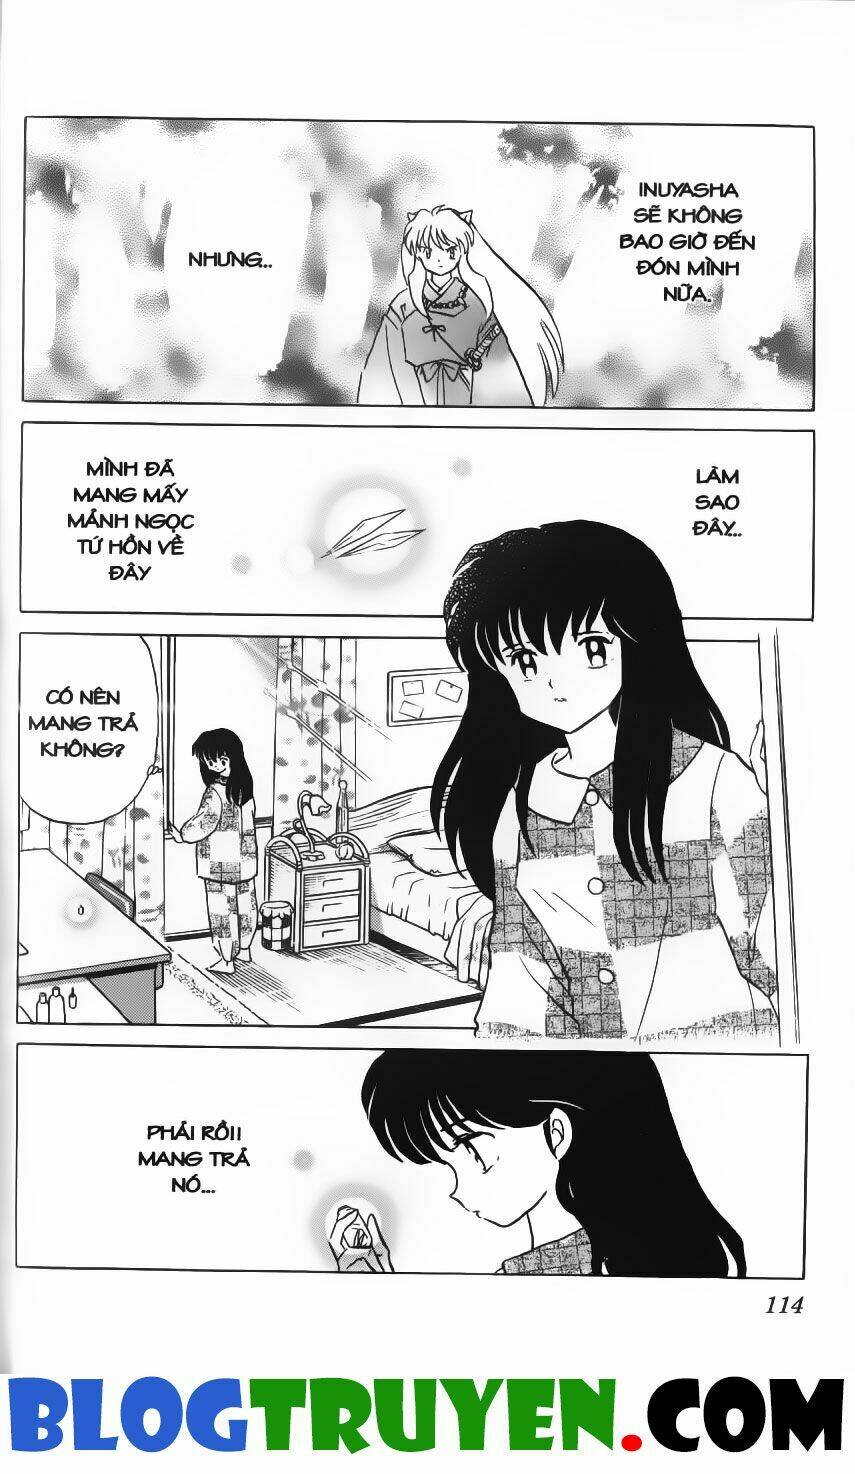 INUYASHA
SẼ KHÔNG
BAO GIỜ ĐẾN
ĐÓN MÌNH
NỮA.
NHƯNG...
LÀM
SAO
ĐÂY...
MÌNH ĐÃ
MANG MẤY
MẢNH NGỌC
TỨ HỒN VỀ
ĐÂY
CÓ NÊN
MANG TRẢ
KHÔNG?
PHẢI RỒI!
MANG TRẢ
NÓ...
114
BLOGTRUYEN.COM